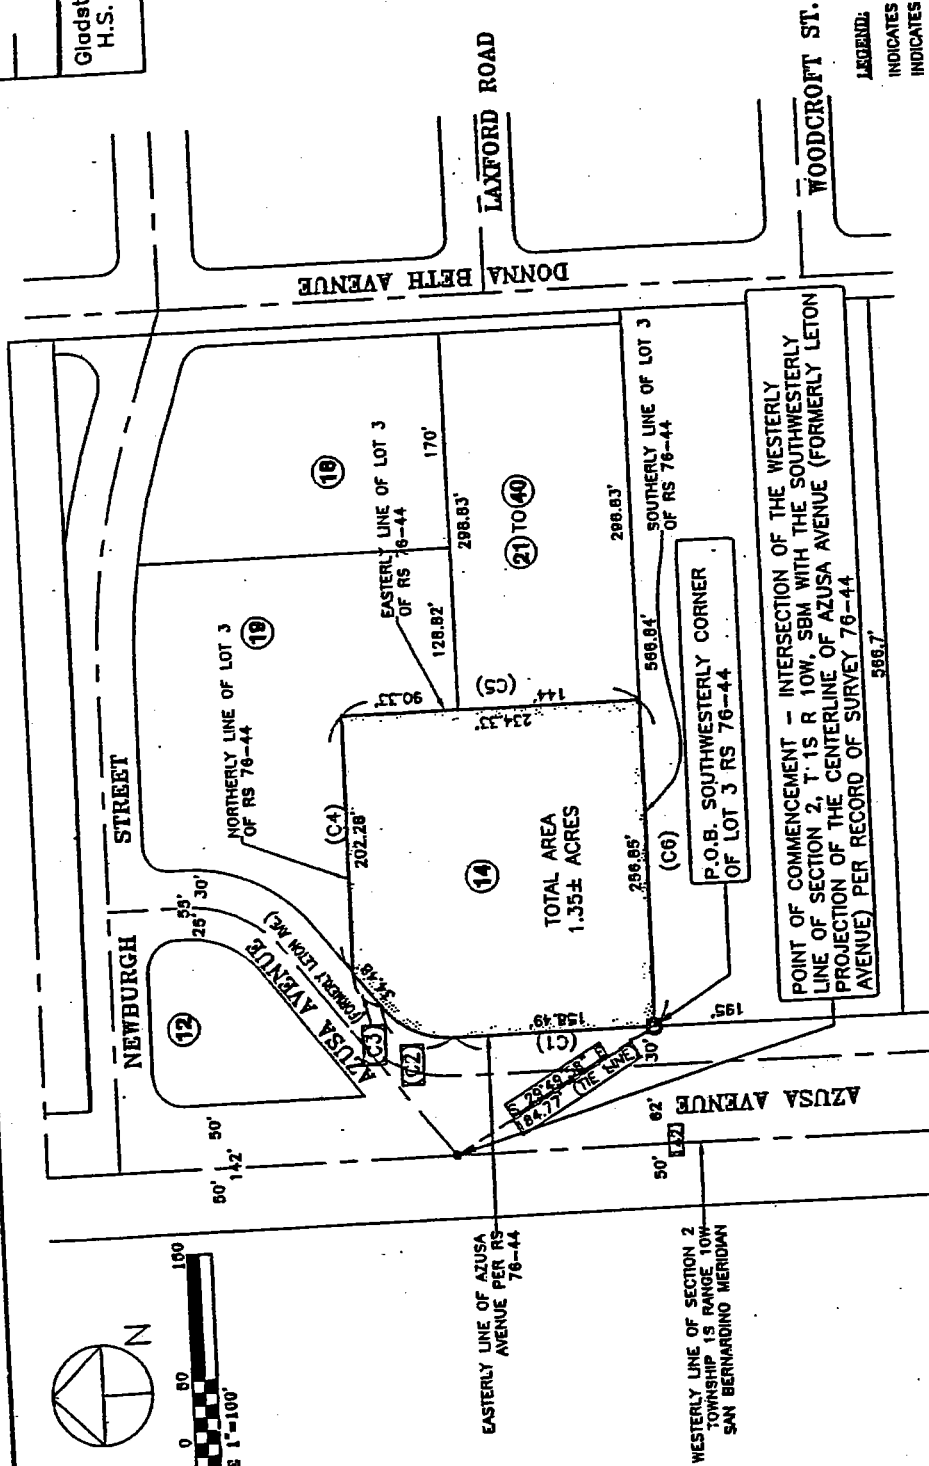 Gladst
H.S.
LAXFORD ROAD
WOODCROFT ST.
LEGEND:
INDICATES
INDICATES
DONNA BETH AVENUE
NEWBURGH STREET
NORTHERLY LINE OF LOT 3
OF RS 76-44
19
18
EASTERLY LINE OF LOT 3
OF RS 76-44
170'
298.83'
128.82'
21 TO 40
298.83'
SOUTHERLY LINE OF LOT 3
OF RS 76-44
566.64'
90.33'
(C5)
234.33'
144'
(C4)
202.28'
14
TOTAL AREA
1.35± ACRES
256.85'
(C6)
P.O.B. SOUTHWESTERLY CORNER
OF LOT 3 RS 76-44
POINT OF COMMENCEMENT - INTERSECTION OF THE WESTERLY
LINE OF SECTION 2, T 1S R 10W, SBM WITH THE SOUTHWESTERLY
PROJECTION OF THE CENTERLINE OF AZUSA AVENUE (FORMERLY LETON
AVENUE) PER RECORD OF SURVEY 76-44
566.7'
12
55'
25'
30'
AZUSA AVENUE
(FORMERLY LETON AVE.)
34.48'
(C3)
(C2)
158.49'
(C1)
195'
30'
184.77'
(TIE LINE)
AZUSA AVENUE
50'
62'
142
50'
142'
50'
EASTERLY LINE OF AZUSA
AVENUE PER RS
76-44
WESTERLY LINE OF SECTION 2
TOWNSHIP 1S RANGE 10W
SAN BERNARDINO MERIDIAN
N
0
1"=100'